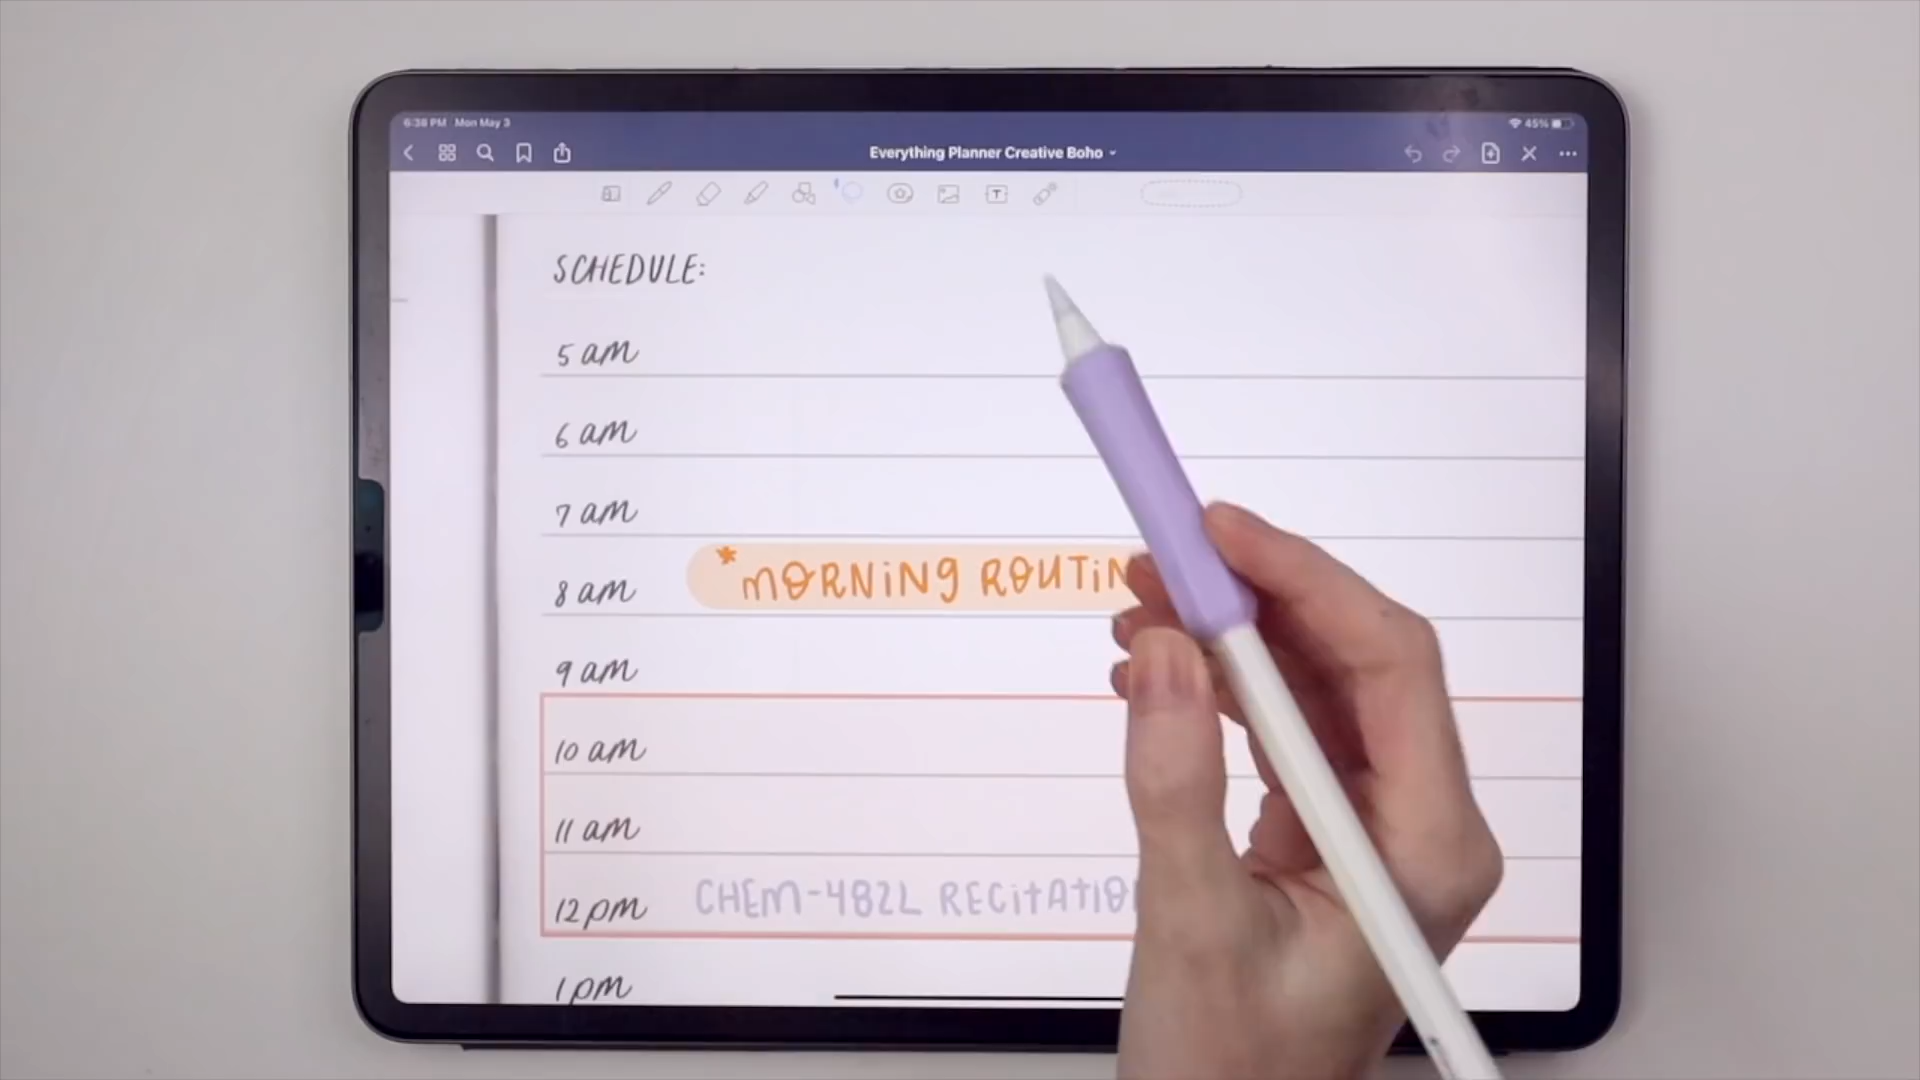 6:38 PM Mon May 3
45%
Everything Planner Creative Boho
SCHEDULE:
5 am
6 am
7 am
8 am *MORNING ROUTIN
9 am
10 am
11 am
12 pm CHEM-482L RECITATIO
1 pm